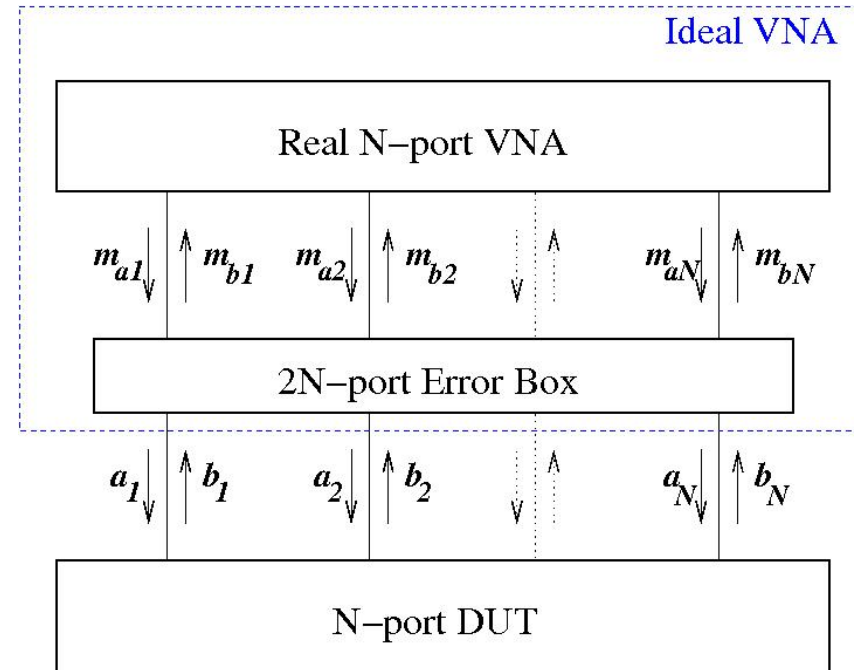 Ideal VNA
Real N−port VNA
m_a1 m_b1 m_a2 m_b2 m_aN m_bN
2N−port Error Box
a_1 b_1 a_2 b_2 a_N b_N
N−port DUT